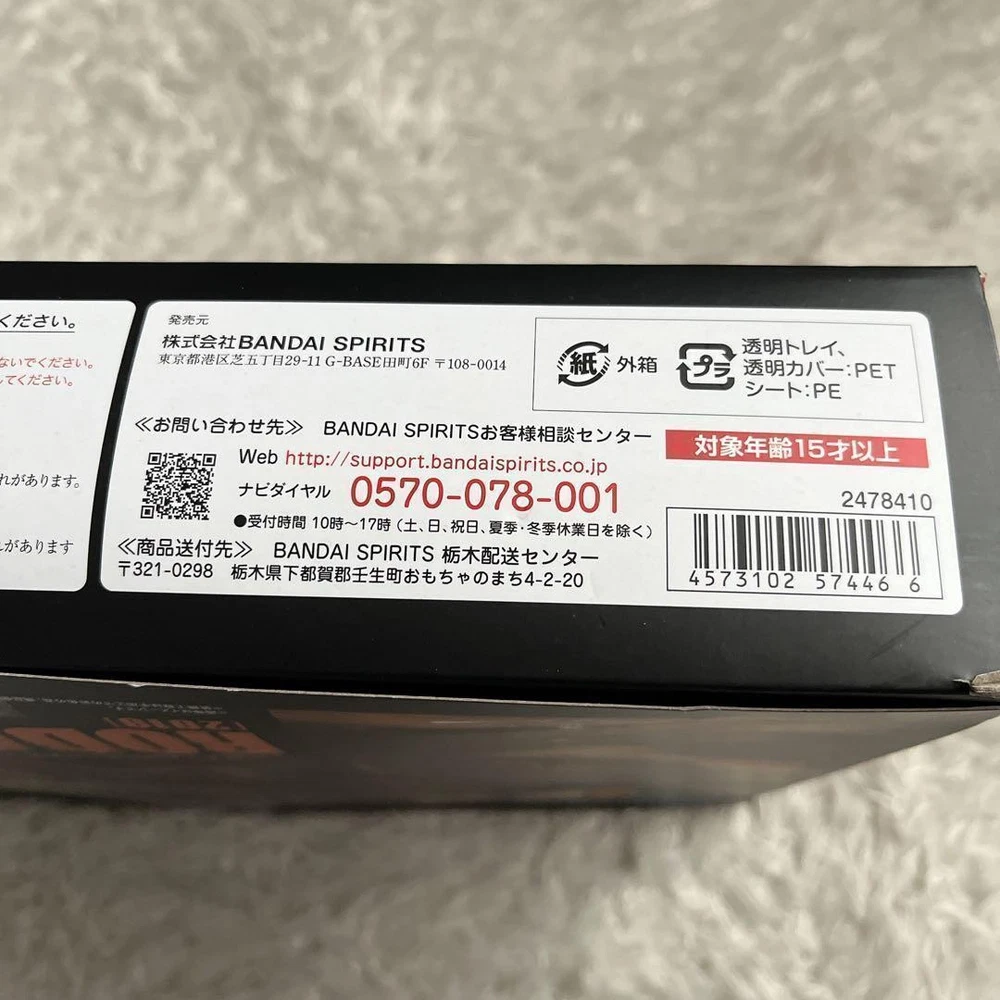 ください。
ないでください。
してください。
れがあります。
があります
発売元
株式会社BANDAI SPIRITS
東京都港区芝五丁目29-11 G-BASE田町6F 〒108-0014
紙 外箱
プラ 透明トレイ、
透明カバー:PET
シート:PE
≪お問い合わせ先≫ BANDAI SPIRITSお客様相談センター
対象年齢15才以上
Web http://support.bandaispirits.co.jp
ナビダイヤル 0570-078-001
●受付時間 10時〜17時(土、日、祝日、夏季・冬季休業日を除く)
≪商品送付先≫ BANDAI SPIRITS 栃木配送センター
〒321-0298 栃木県下都賀郡壬生町おもちゃのまち4-2-20
2478410
4573102 57446 6